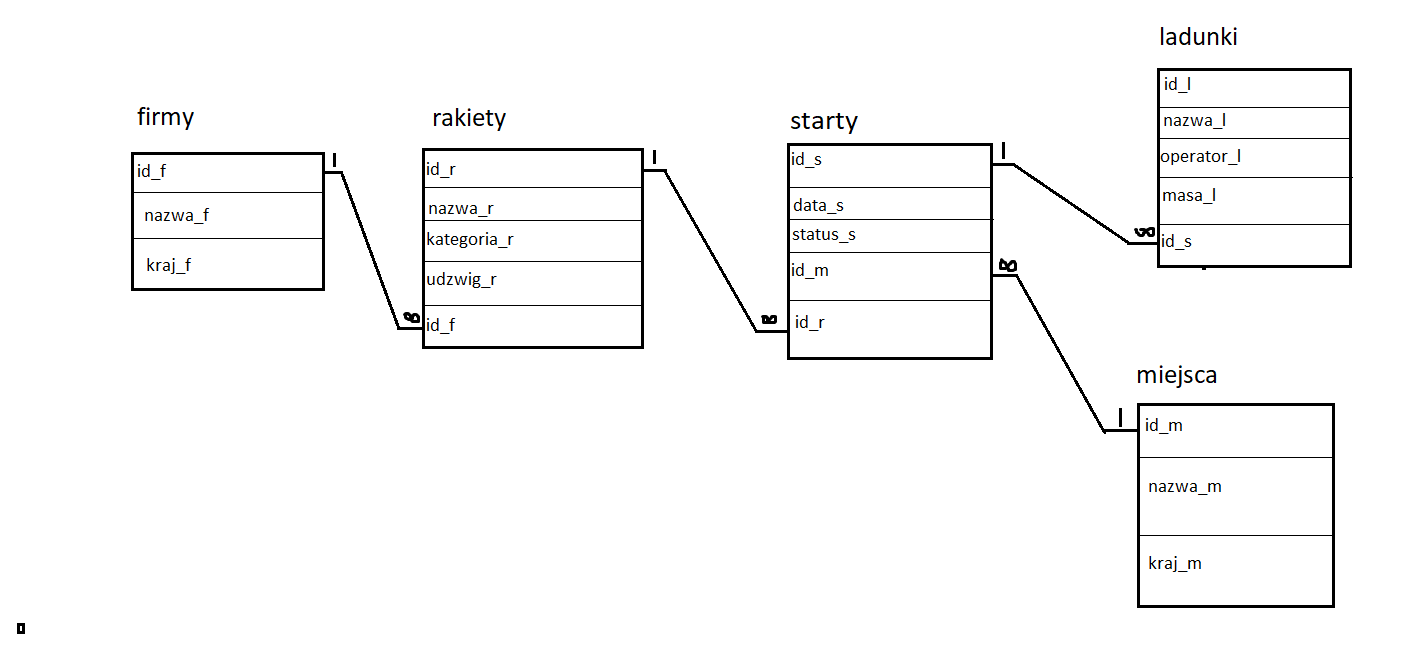 firmy
id_f
nazwa_f
kraj_f
1
∞
rakiety
id_r
nazwa_r
kategoria_r
udzwig_r
id_f
1
∞
starty
id_s
data_s
status_s
id_m
id_r
1
∞
∞
ladunki
id_l
nazwa_l
operator_l
masa_l
id_s
miejsca
1
id_m
nazwa_m
kraj_m